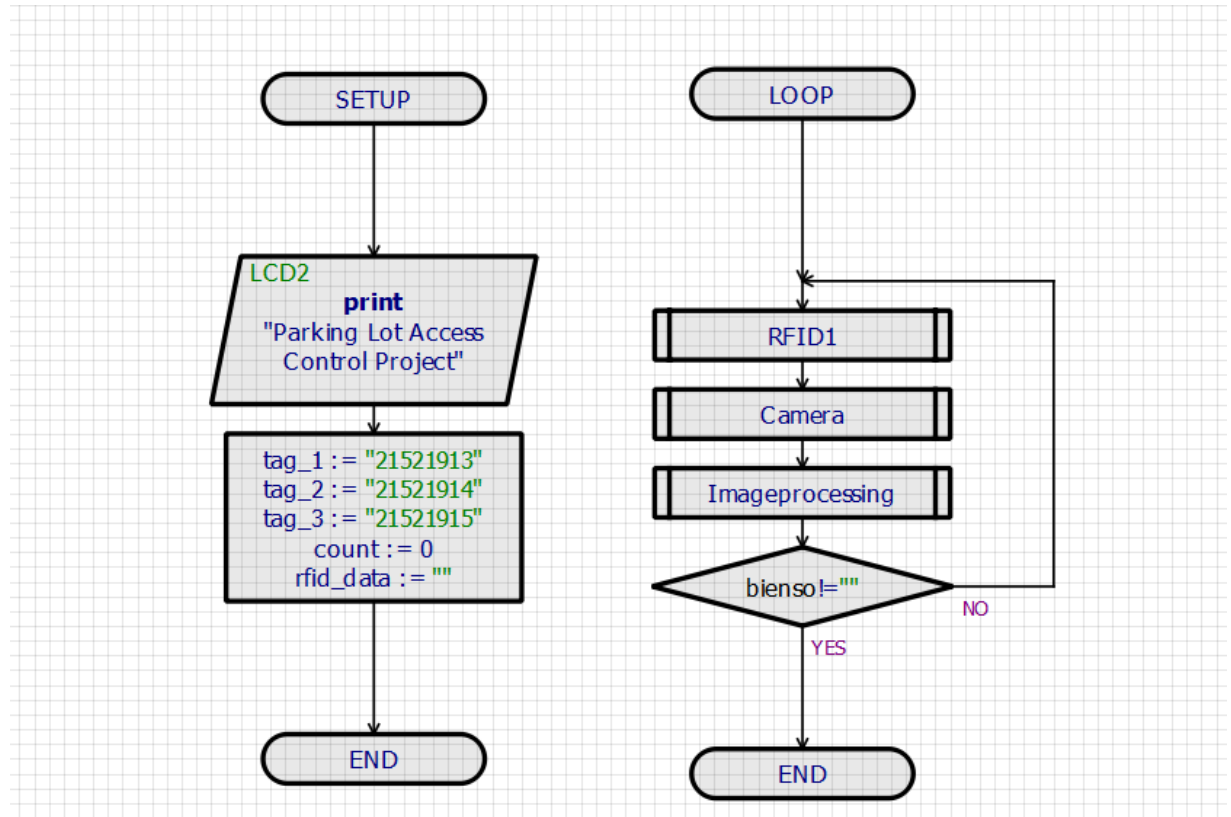 SETUP
LCD2
print
"Parking Lot Access
Control Project"
tag_1 := "21521913"
tag_2 := "21521914"
tag_3 := "21521915"
count := 0
rfid_data := ""
END
LOOP
RFID1
Camera
Imageprocessing
bienso!=""
NO
YES
END